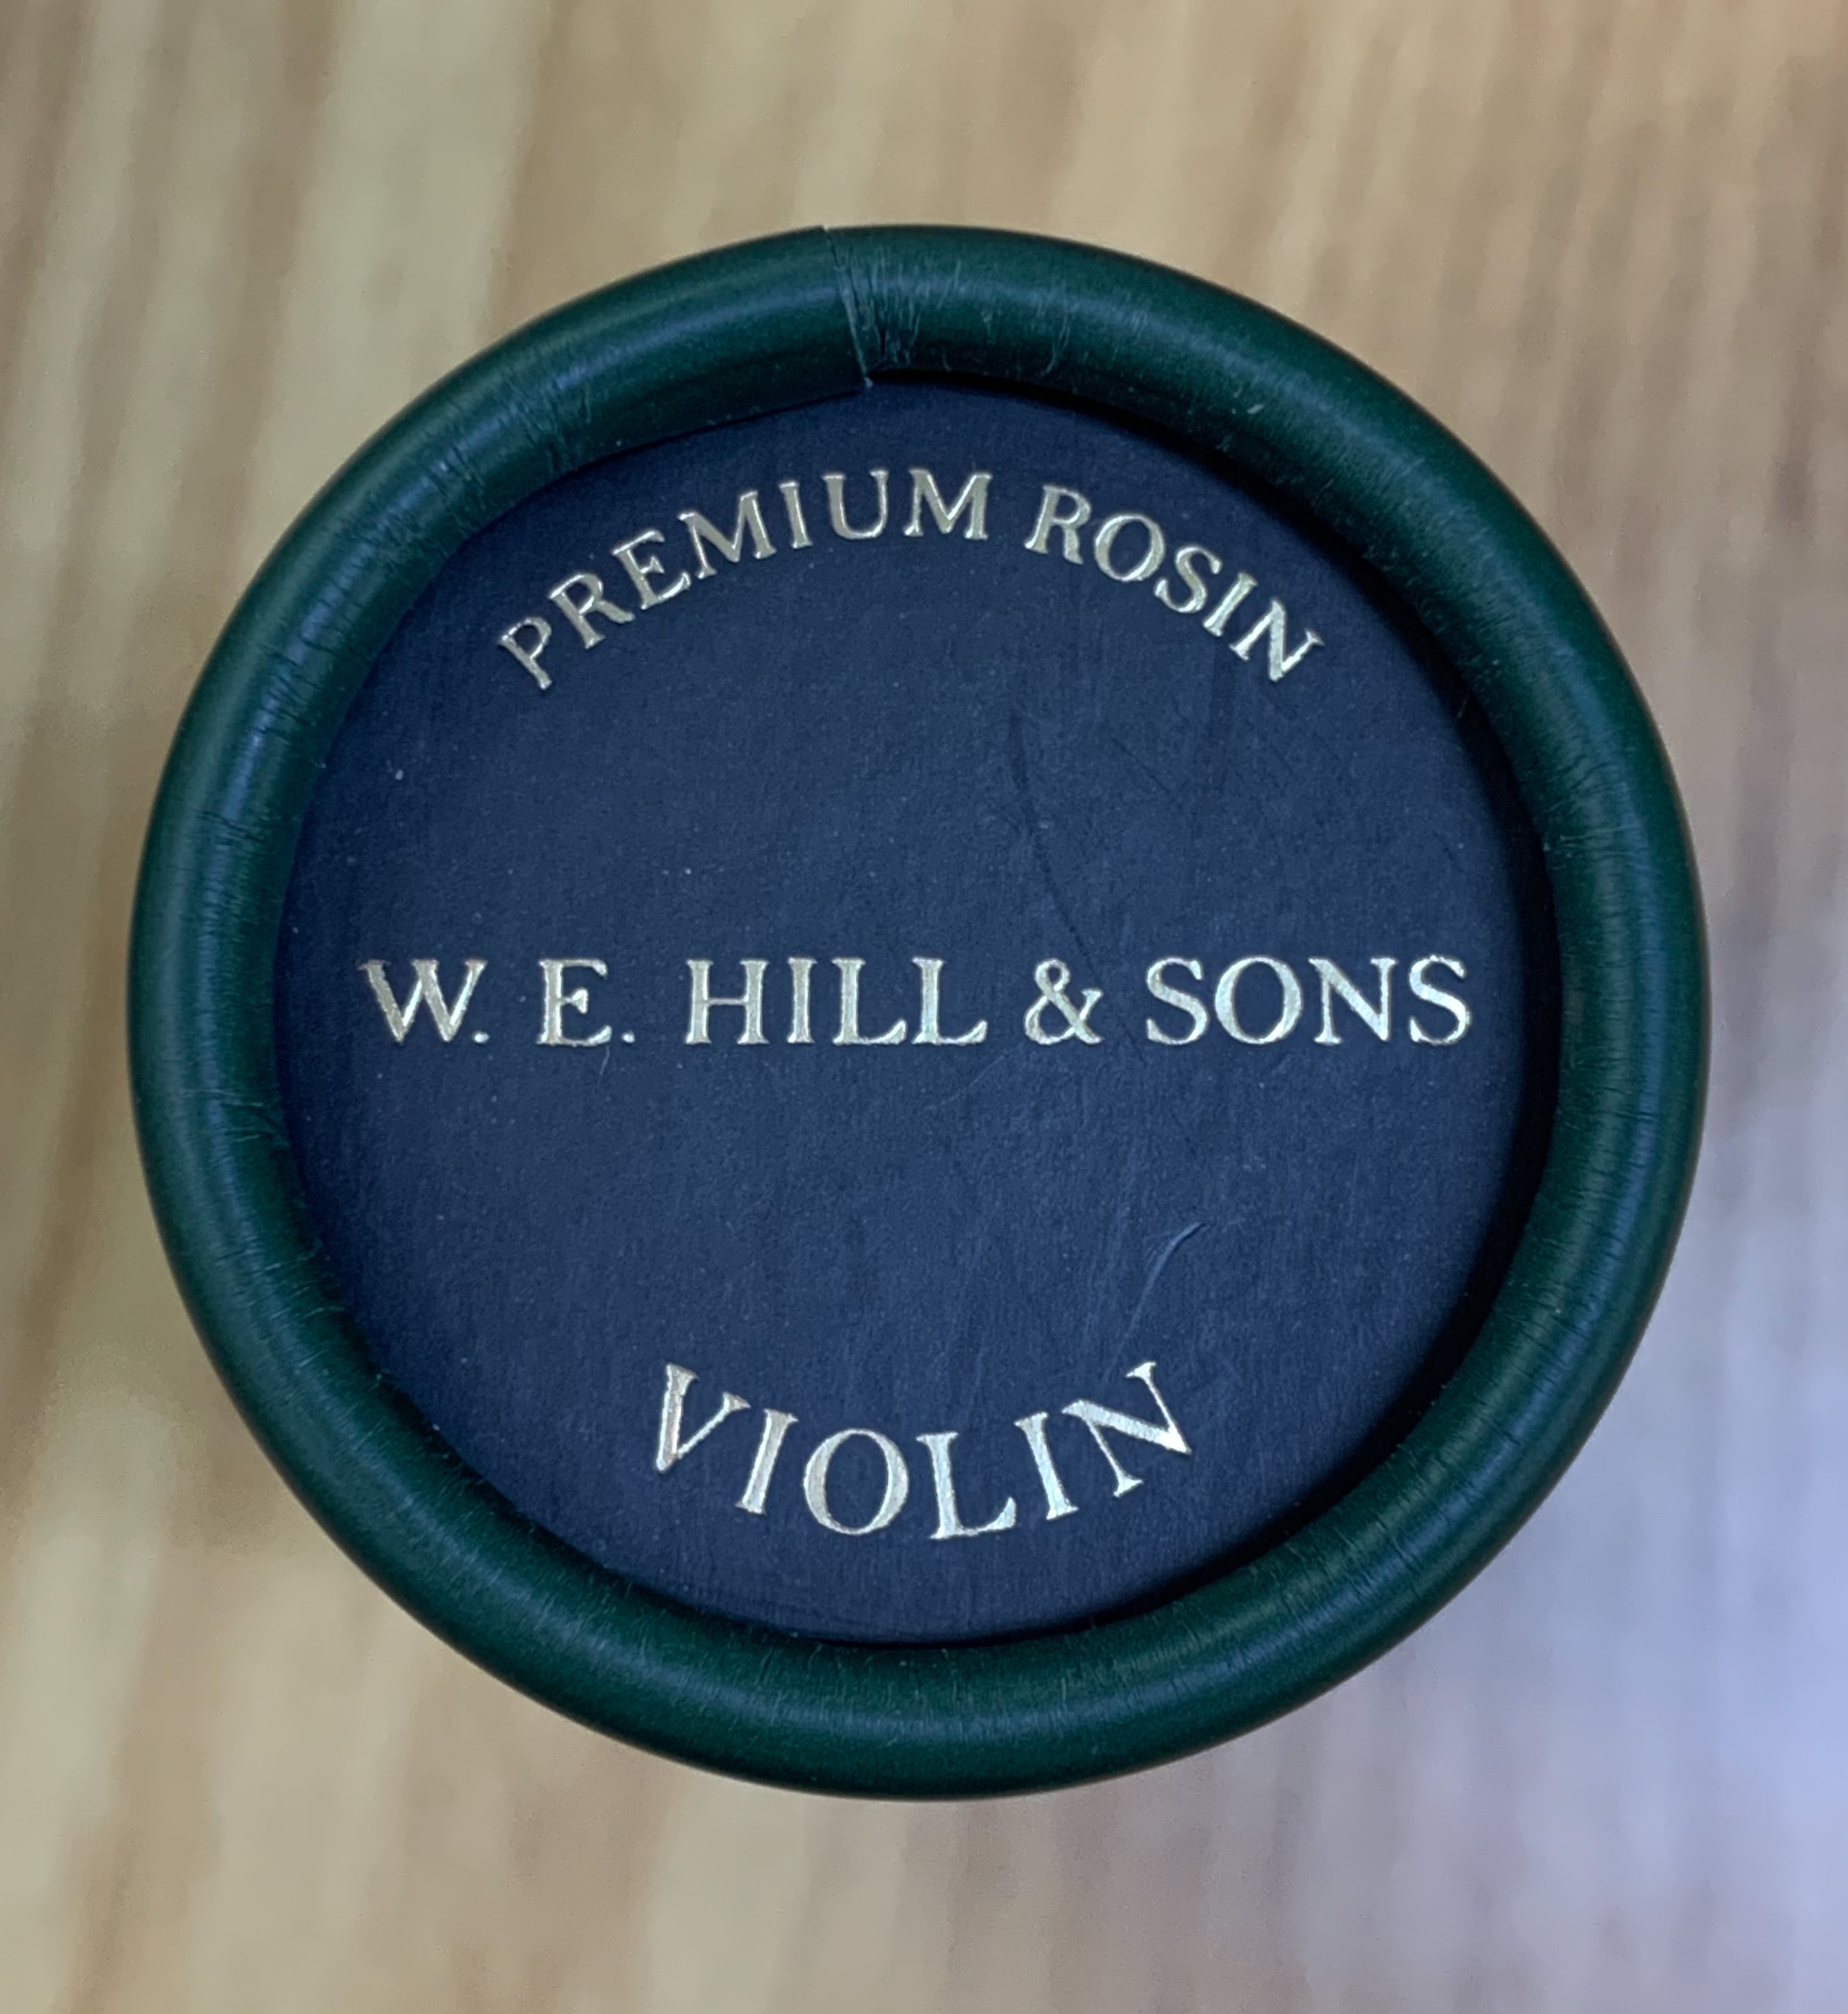 PREMIUM ROSIN
W. E. HILL & SONS
VIOLIN